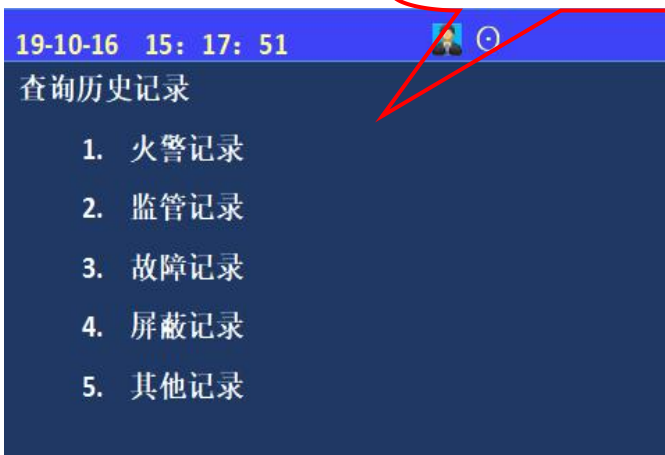 19-10-16 15：17：51
查询历史记录
1. 火警记录
2. 监管记录
3. 故障记录
4. 屏蔽记录
5. 其他记录